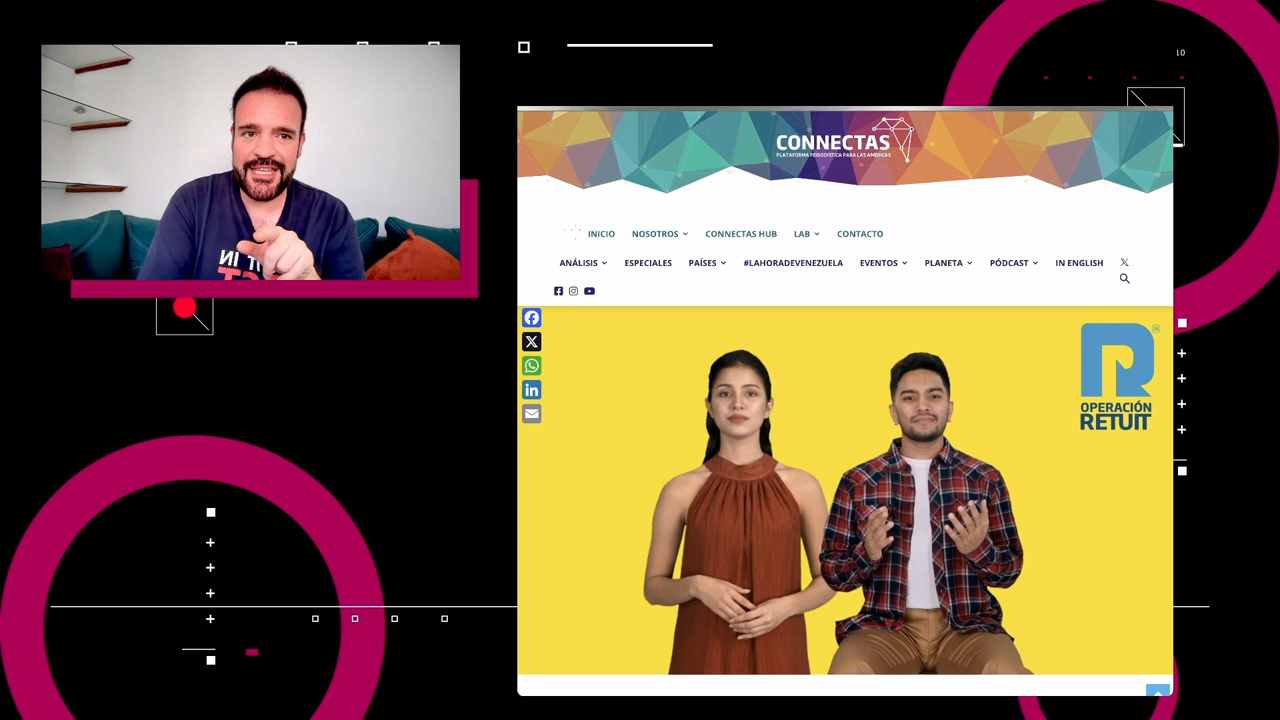 10
CONNECTAS
PLATAFORMA PERIODÍSTICA PARA LAS AMÉRICAS
INICIO NOSOTROS CONNECTAS HUB LAB CONTACTO
ANÁLISIS ESPECIALES PAÍSES #LAHORADEVENEZUELA EVENTOS PLANETA PÓDCAST IN ENGLISH
OPERACIÓN
RETUIT